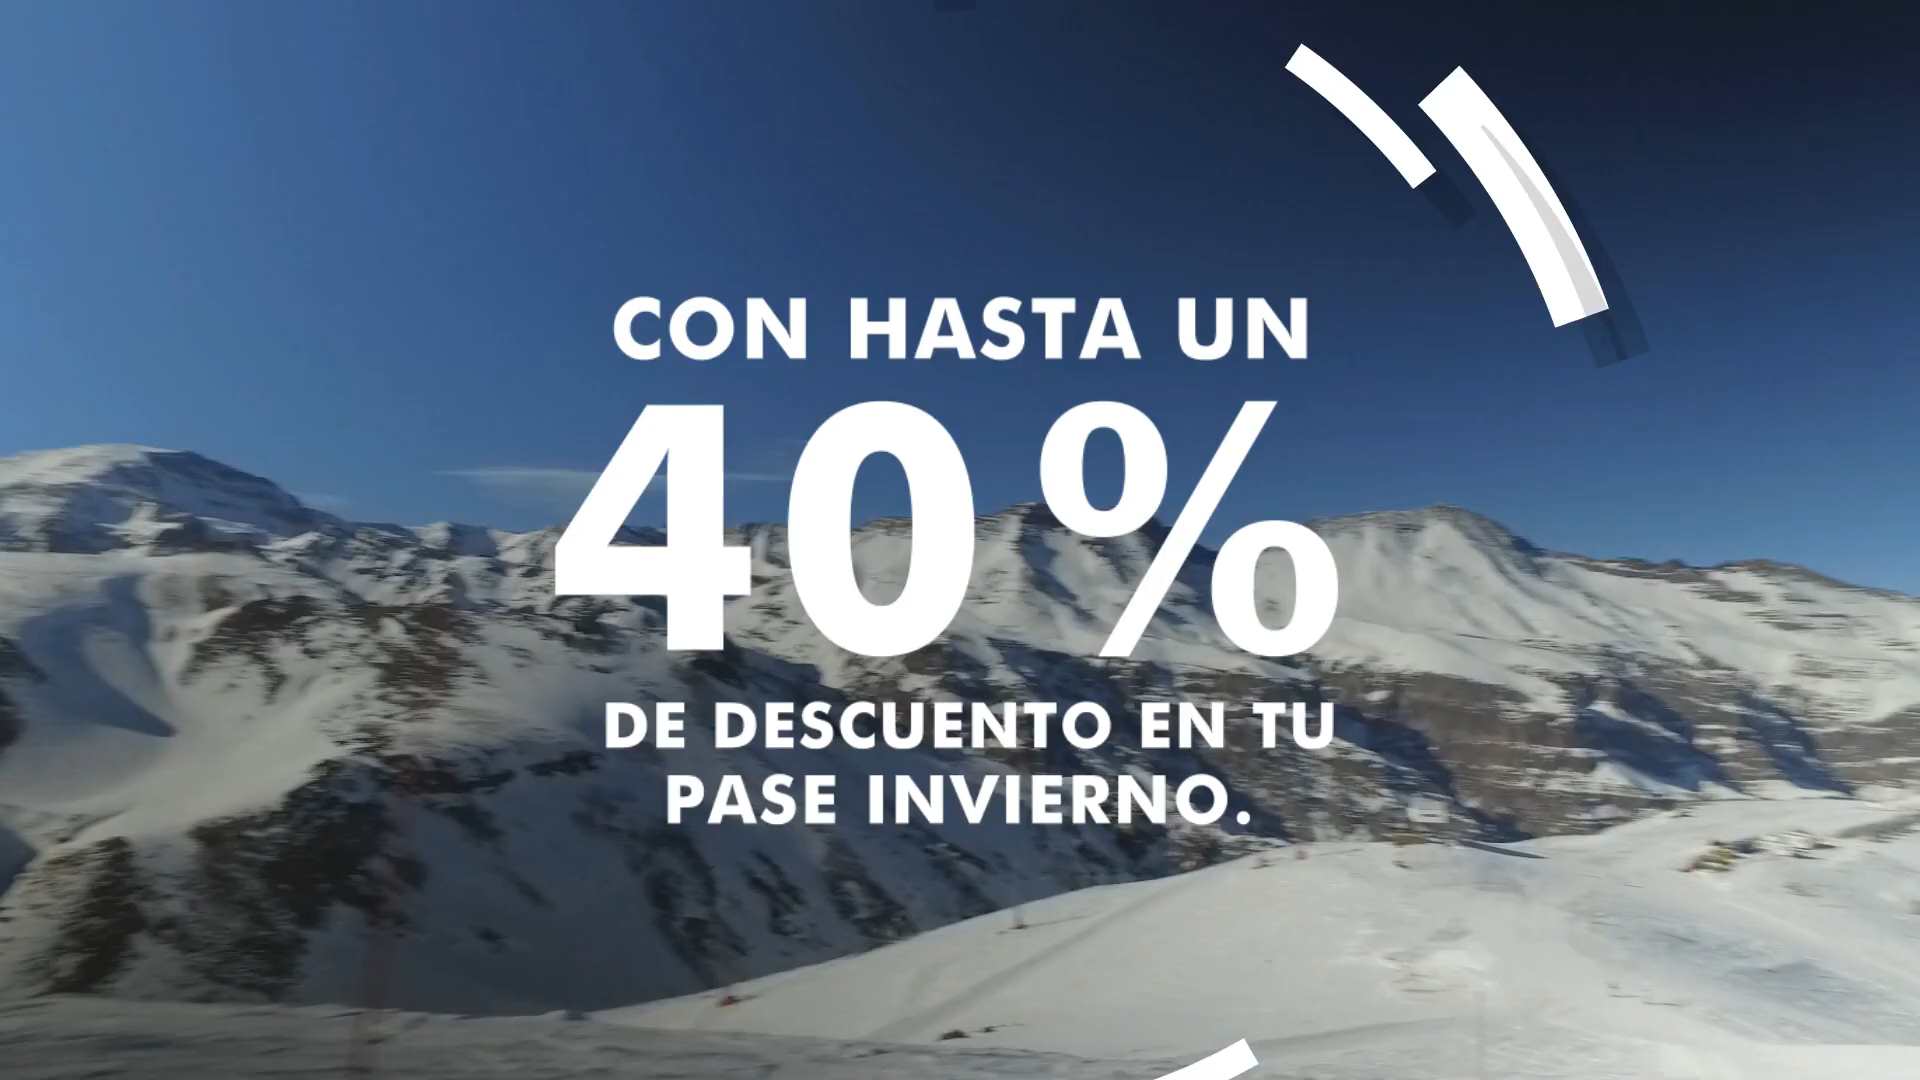 CON HASTA UN
40%
DE DESCUENTO EN TU
PASE INVIERNO.